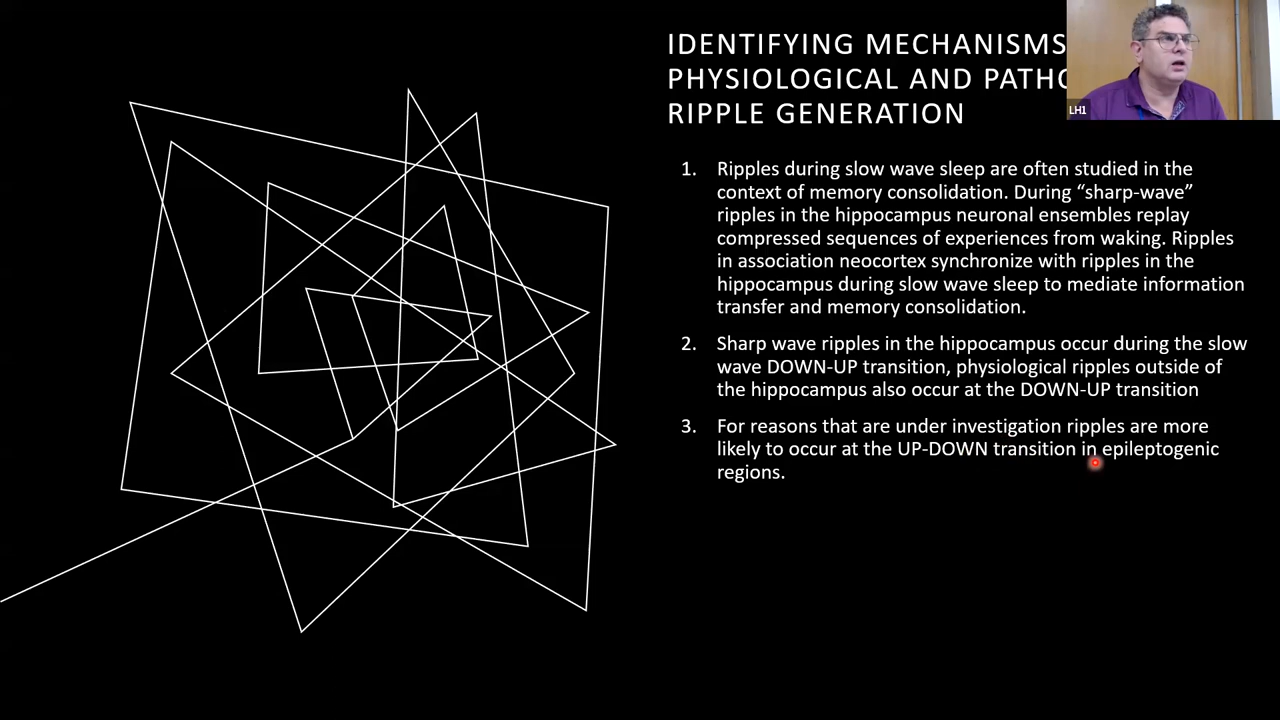 IDENTIFYING MECHANISMS
PHYSIOLOGICAL AND
RIPPLE GENERATION
LH1
1. Ripples during slow wave sleep are often studied in the
context of memory consolidation. During “sharp-wave”
ripples in the hippocampus neuronal ensembles replay
compressed sequences of experiences from waking. Ripples
in association neocortex synchronize with ripples in the
hippocampus during slow wave sleep to mediate information
transfer and memory consolidation.
2. Sharp wave ripples in the hippocampus occur during the slow
wave DOWN-UP transition, physiological ripples outside of
the hippocampus also occur at the DOWN-UP transition
3. For reasons that are under investigation ripples are more
likely to occur at the UP-DOWN transition in epileptogenic
regions.